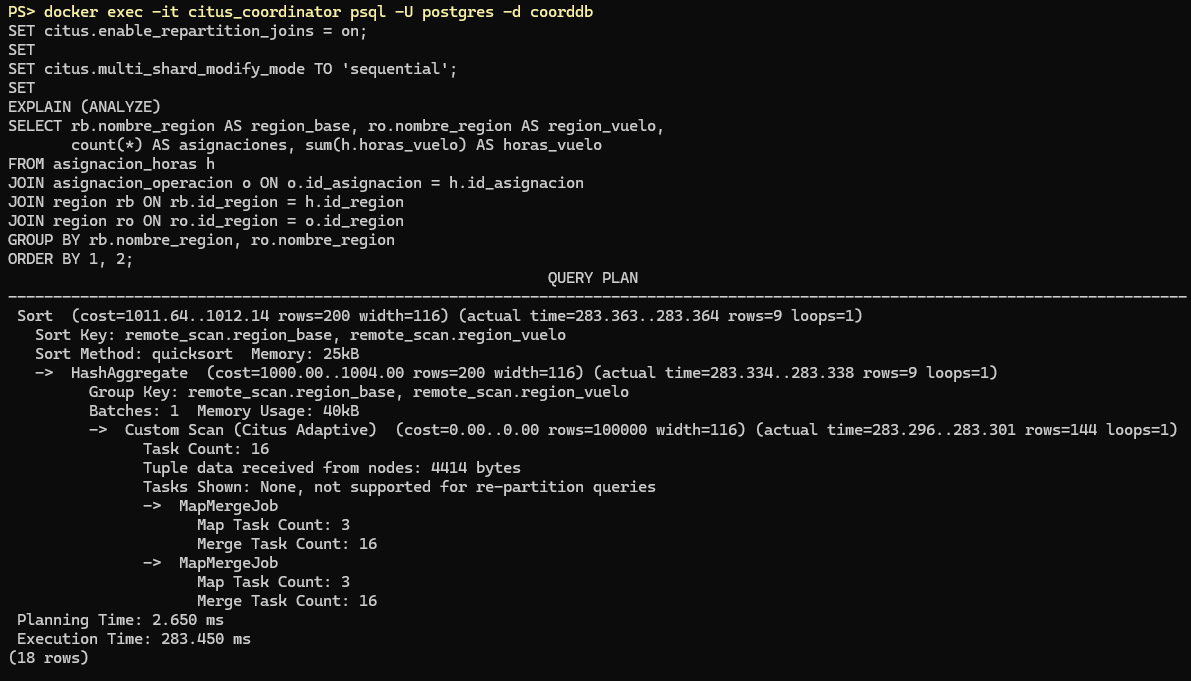 PS> docker exec -it citus_coordinator psql -U postgres -d coorddb
SET citus.enable_repartition_joins = on;
SET
SET citus.multi_shard_modify_mode TO 'sequential';
SET
EXPLAIN (ANALYZE)
SELECT rb.nombre_region AS region_base, ro.nombre_region AS region_vuelo,
       count(*) AS asignaciones, sum(h.horas_vuelo) AS horas_vuelo
FROM asignacion_horas h
JOIN asignacion_operacion o ON o.id_asignacion = h.id_asignacion
JOIN region rb ON rb.id_region = h.id_region
JOIN region ro ON ro.id_region = o.id_region
GROUP BY rb.nombre_region, ro.nombre_region
ORDER BY 1, 2;
                                                            QUERY PLAN
-----------------------------------------------------------------------------------------------------------------------------------
 Sort  (cost=1011.64..1012.14 rows=200 width=116) (actual time=283.363..283.364 rows=9 loops=1)
   Sort Key: remote_scan.region_base, remote_scan.region_vuelo
   Sort Method: quicksort  Memory: 25kB
   ->  HashAggregate  (cost=1000.00..1004.00 rows=200 width=116) (actual time=283.334..283.338 rows=9 loops=1)
         Group Key: remote_scan.region_base, remote_scan.region_vuelo
         Batches: 1  Memory Usage: 40kB
         ->  Custom Scan (Citus Adaptive)  (cost=0.00..0.00 rows=100000 width=116) (actual time=283.296..283.301 rows=144 loops=1)
               Task Count: 16
               Tuple data received from nodes: 4414 bytes
               Tasks Shown: None, not supported for re-partition queries
               ->  MapMergeJob
                     Map Task Count: 3
                     Merge Task Count: 16
               ->  MapMergeJob
                     Map Task Count: 3
                     Merge Task Count: 16
 Planning Time: 2.650 ms
 Execution Time: 283.450 ms
(18 rows)